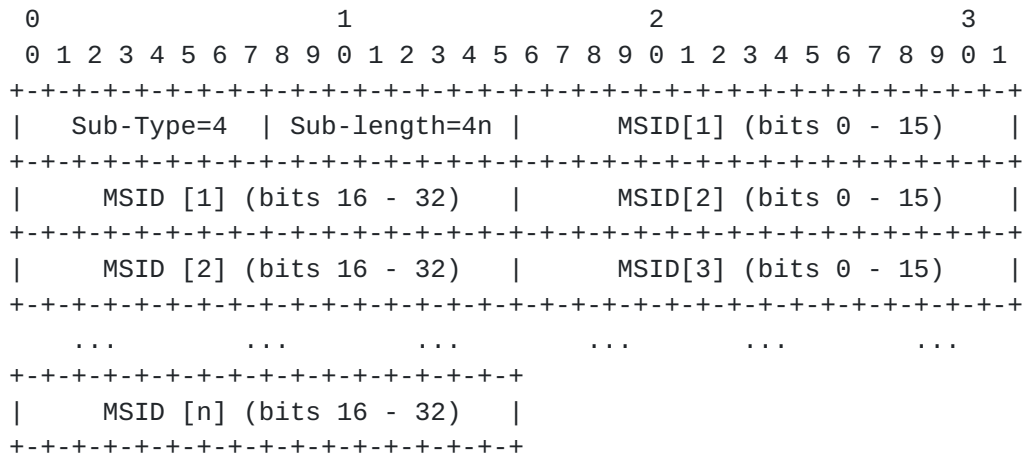 0                   1                   2                   3
 0 1 2 3 4 5 6 7 8 9 0 1 2 3 4 5 6 7 8 9 0 1 2 3 4 5 6 7 8 9 0 1
+-+-+-+-+-+-+-+-+-+-+-+-+-+-+-+-+-+-+-+-+-+-+-+-+-+-+-+-+-+-+-+-+
|   Sub-Type=4  | Sub-length=4n |      MSID[1] (bits 0 - 15)    |
+-+-+-+-+-+-+-+-+-+-+-+-+-+-+-+-+-+-+-+-+-+-+-+-+-+-+-+-+-+-+-+-+
|     MSID [1] (bits 16 - 32)   |      MSID[2] (bits 0 - 15)    |
+-+-+-+-+-+-+-+-+-+-+-+-+-+-+-+-+-+-+-+-+-+-+-+-+-+-+-+-+-+-+-+-+
|     MSID [2] (bits 16 - 32)   |      MSID[3] (bits 0 - 15)    |
+-+-+-+-+-+-+-+-+-+-+-+-+-+-+-+-+-+-+-+-+-+-+-+-+-+-+-+-+-+-+-+-+
    ...        ...        ...        ...       ...        ...
+-+-+-+-+-+-+-+-+-+-+-+-+-+-+-+-+
|     MSID [n] (bits 16 - 32)   |
+-+-+-+-+-+-+-+-+-+-+-+-+-+-+-+-+